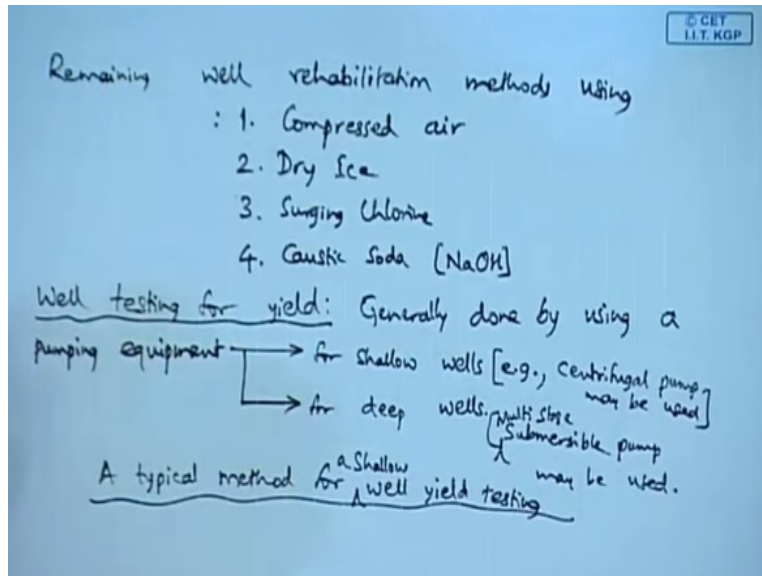 © CET
I.I.T. KGP
Remaining well rehabilitation methods using
: 1. Compressed air
2. Dry Ice
3. Surging Chlorine
4. Caustic Soda [NaOH]
Well testing for yield: Generally done by using a
pumping equipment → for shallow wells [e.g., Centrifugal pump
may be used]
→ for deep wells.
[Multi Stage
Submersible pump
may be used.
A typical method for a Shallow well yield testing